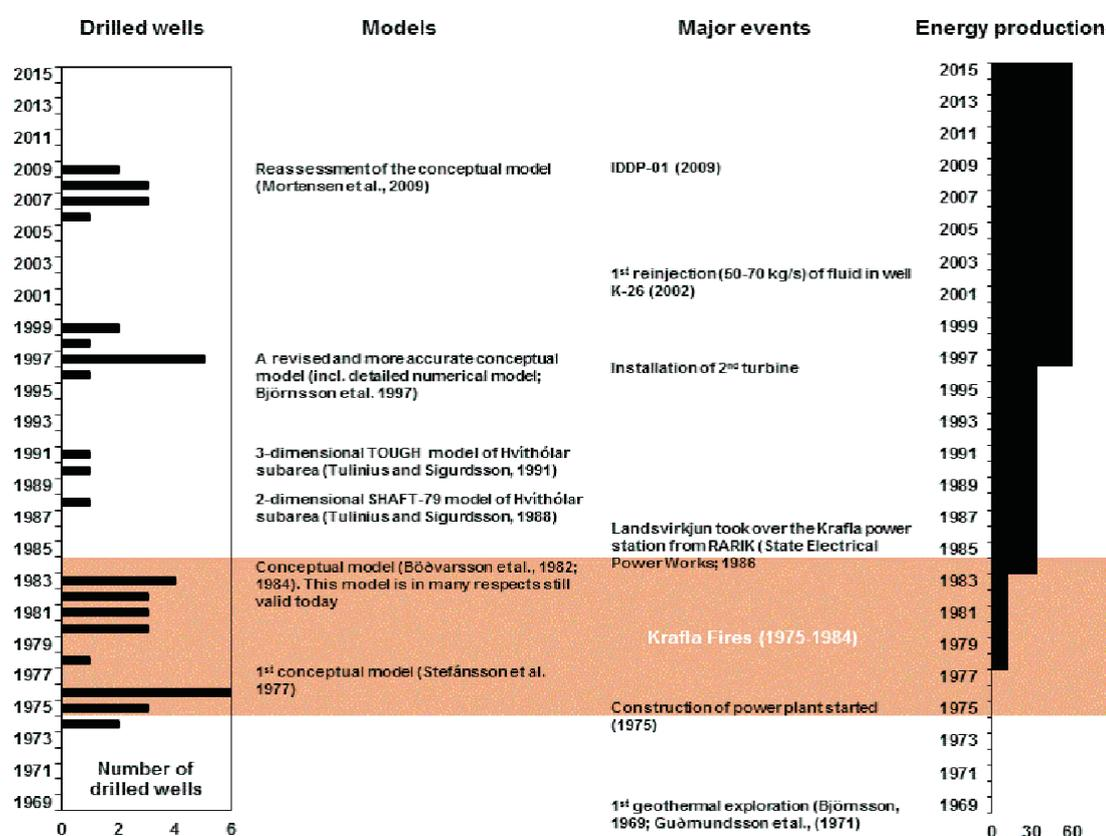 Drilled wells
Models
Major events
Energy production
2015
2013
2011
2009
2007
2005
2003
2001
1999
1997
1995
1993
1991
1989
1987
1985
1983
1981
1979
1977
1975
1973
1971
1969
Number of
drilled wells
0 2 4 6
Reassessment of the conceptual model
(Mortensen et al., 2009)
A revised and more accurate conceptual
model (incl. detailed numerical model;
Björnsson et al. 1997)
3-dimensional TOUGH model of Hvíthólar
subarea (Tulinius and Sigurdsson, 1991)
2-dimensional SHAFT-79 model of Hvíthólar
subarea (Tulinius and Sigurdsson, 1988)
Conceptual model (Böðvarsson et al., 1982;
1984). This model is in many respects still
valid today
1st conceptual model (Stefánsson et al.
1977)
IDDP-01 (2009)
1st reinjection (50-70 kg/s) of fluid in well
K-26 (2002)
Installation of 2nd turbine
Landsvirkjun took over the Krafla power
station from RARIK (State Electrical
Power Works; 1986
Krafla Fires (1975-1984)
Construction of power plant started
(1975)
1st geothermal exploration (Björnsson,
1969; Guðmundsson et al., (1971)
2015
2013
2011
2009
2007
2005
2003
2001
1999
1997
1995
1993
1991
1989
1987
1985
1983
1981
1979
1977
1975
1973
1971
1969
0 30 60